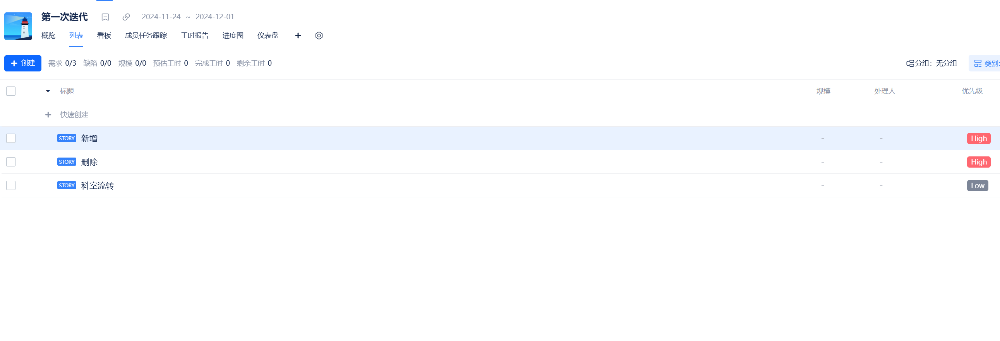 第一次迭代 2024-11-24 ~ 2024-12-01
概览 列表 看板 成员任务跟踪 工时报告 进度图 仪表盘
创建 需求 0/3 缺陷 0/0 规模 0/0 预估工时 0 完成工时 0 剩余工时 0 分组：无分组 类别:
标题 规模 处理人 优先级
快速创建
STORY 新增 - - High
STORY 删除 - - High
STORY 科室流转 - - Low